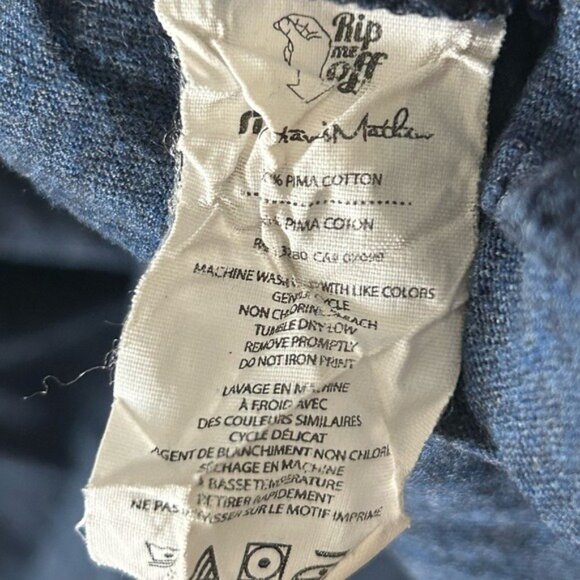 Rip
me
off
TravisMathew
% PIMA COTTON
% PIMA COTON
CA#
MACHINE WASH WITH LIKE COLORS
GENTLE CYCLE
NON CHLORINE BLEACH
TUMBLE DRY LOW
REMOVE PROMPTLY
DO NOT IRON PRINT
LAVAGE EN MACHINE
À FROID AVEC
DES COULEURS SIMILAIRES
CYCLE DÉLICAT
AGENT DE BLANCHIMENT NON CHLORE
SÉCHAGE EN MACHINE
À BASSE TEMPÉRATURE
RETIRER RAPIDEMENT
NE PAS REPASSER SUR LE MOTIF IMPRIMÉ